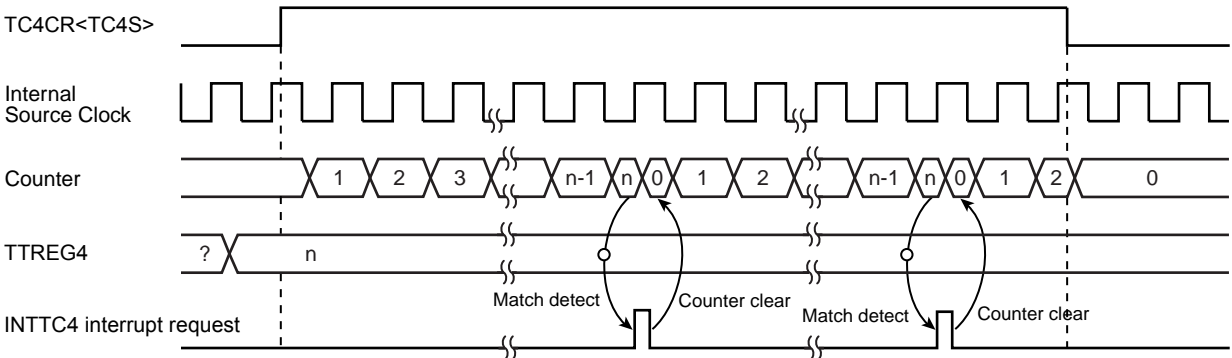 TC4CR<TC4S>
Internal
Source Clock
Counter
1 2 3 n-1 n 0 1 2 n-1 n 0 1 2 0
TTREG4
? n
Match detect Counter clear Match detect Counter clear
INTTC4 interrupt request